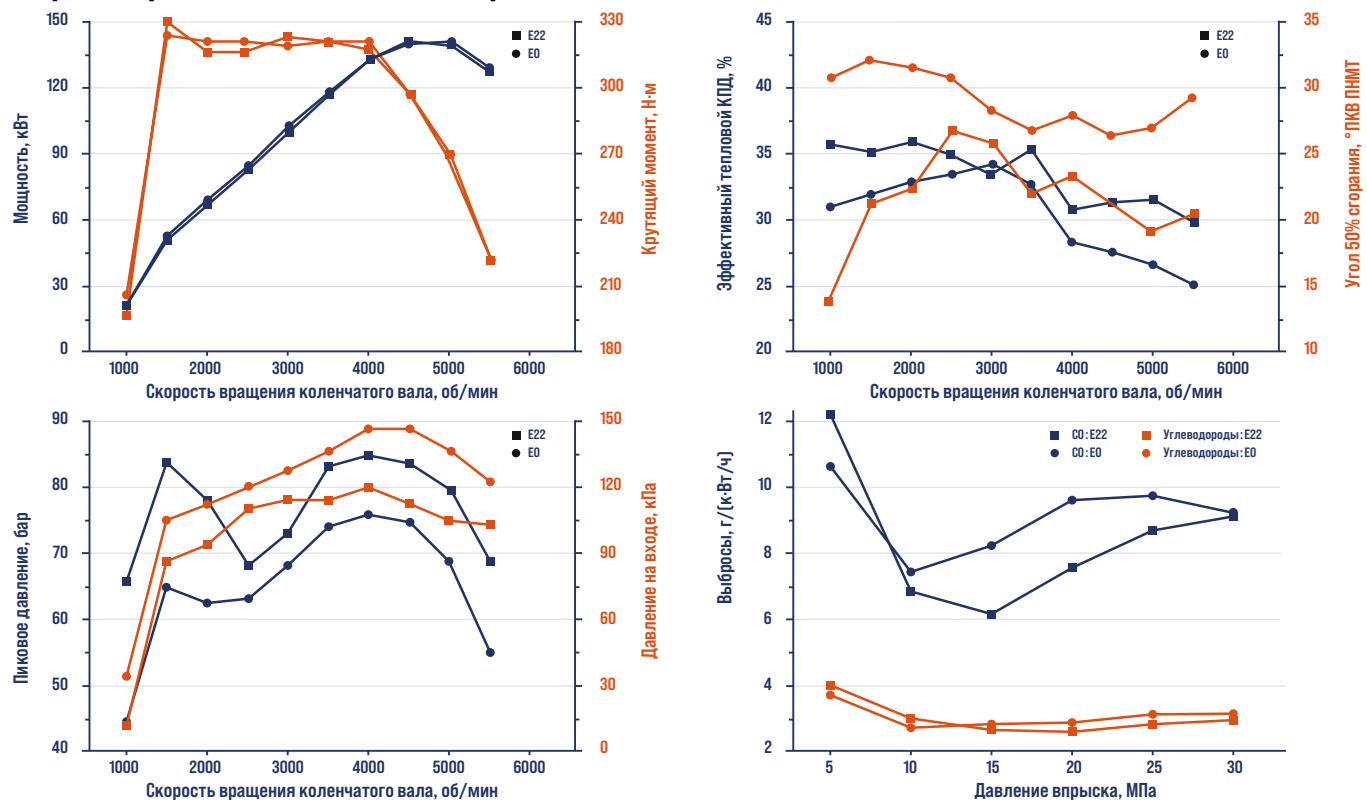 150
120
90
60
30
0
Мощность, кВт
330
300
270
240
210
180
Крутящий момент, Н·м
E22
E0
1000 2000 3000 4000 5000 6000
Скорость вращения коленчатого вала, об/мин
45
40
35
30
25
20
Эффективный тепловой КПД, %
35
30
25
20
15
10
Угол 50% сгорания, °ПКВ ПНМТ
E22
E0
1000 2000 3000 4000 5000 6000
Скорость вращения коленчатого вала, об/мин
90
80
70
60
50
40
Пиковое давление, бар
150
120
90
60
30
0
Давление на входе, кПа
E22
E0
1000 2000 3000 4000 5000 6000
Скорость вращения коленчатого вала, об/мин
12
10
8
6
4
2
Выбросы, г/(к·Вт/ч)
CO:E22 Углеводороды:E22
CO:E0 Углеводороды:E0
5 10 15 20 25 30
Давление впрыска, МПа